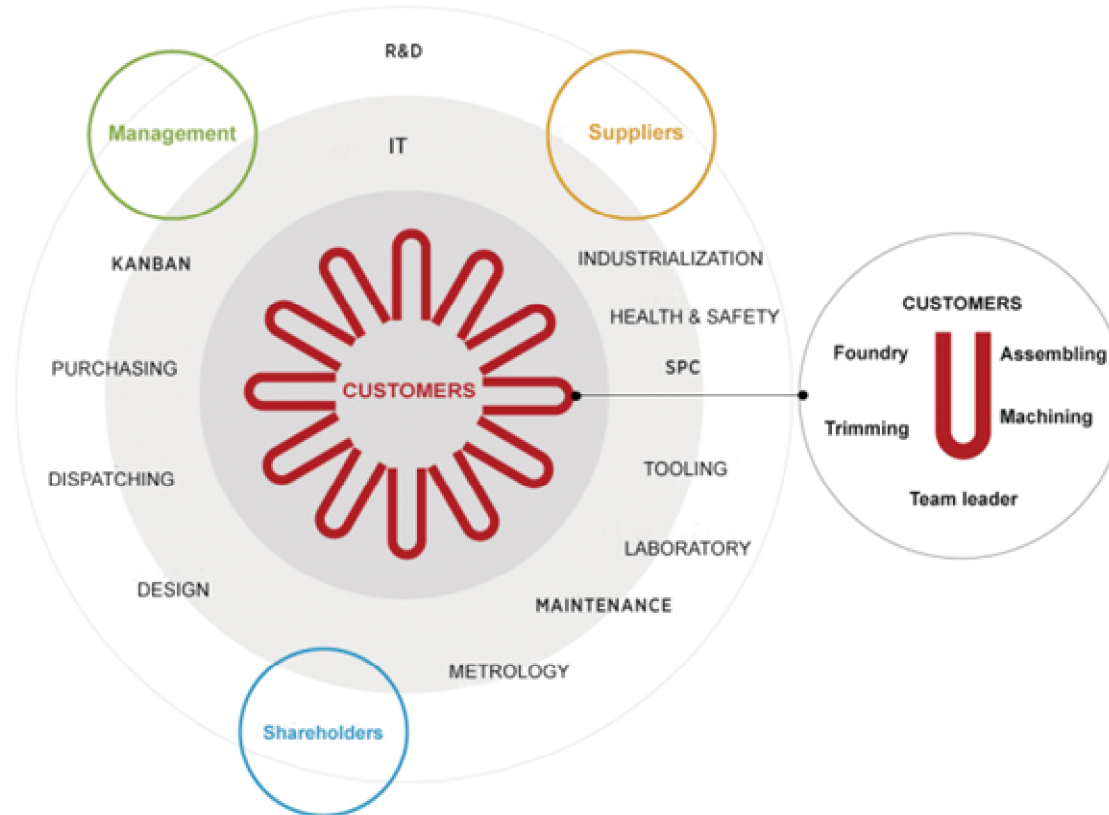 R&D
Management
Suppliers
IT
KANBAN
INDUSTRIALIZATION
CUSTOMERS
HEALTH & SAFETY
Foundry
Assembling
PURCHASING
SPC
CUSTOMERS
Trimming
Machining
DISPATCHING
TOOLING
Team leader
LABORATORY
DESIGN
MAINTENANCE
METROLOGY
Shareholders